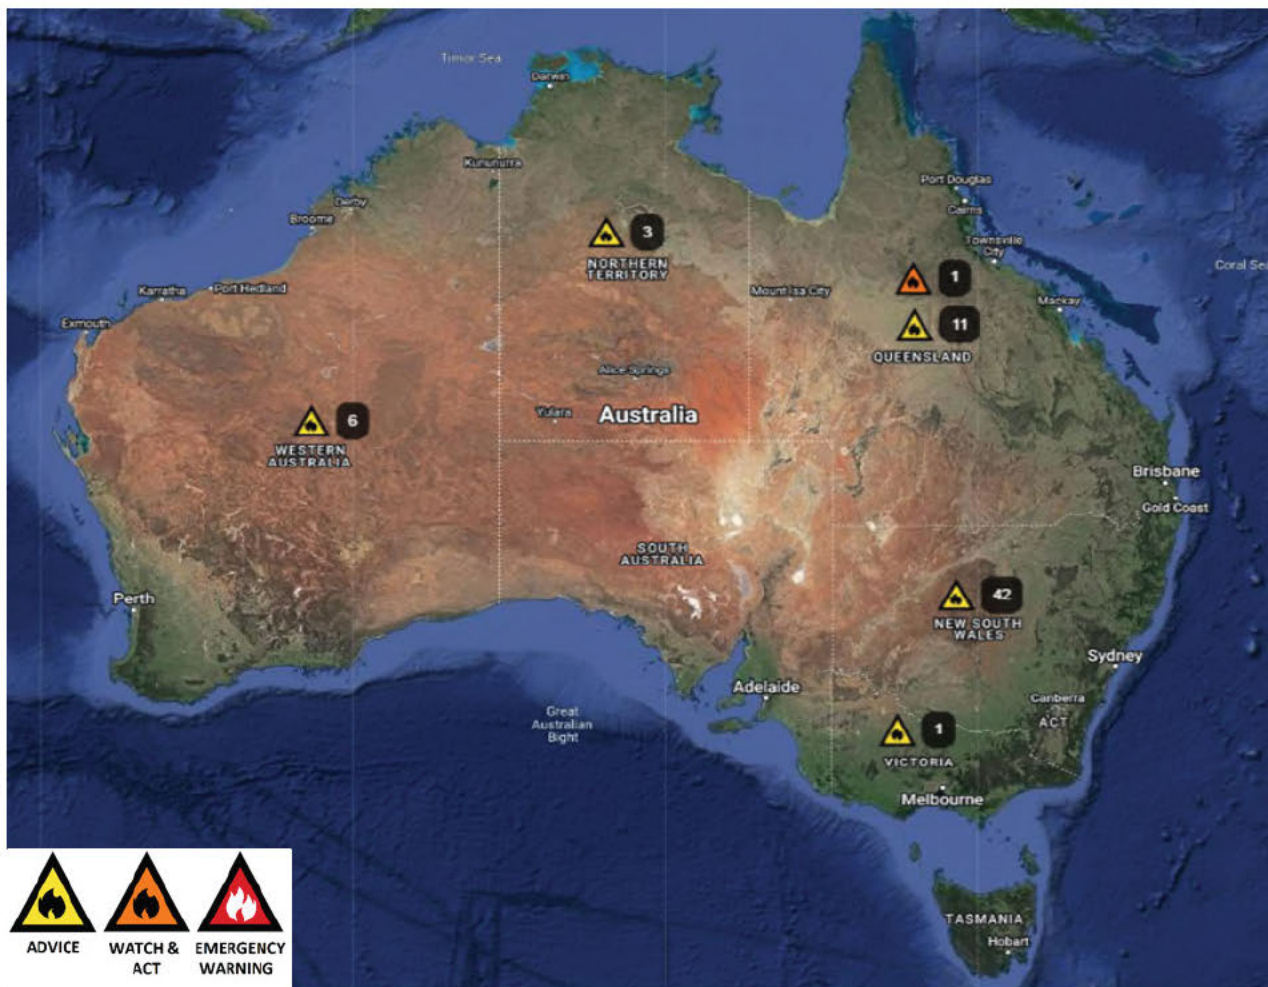 Timor Sea
Darwin
Kununurra
Port Douglas
Derby
Cairns
Broome
3
Townsville
City
NORTHERN
TERRITORY
Coral Sea
1
Karratha
Port Hedland
Mount Isa City
Mackay
Exmouth
11
QUEENSLAND
Alice Springs
Yulara
Australia
6
WESTERN
AUSTRALIA
Brisbane
Gold Coast
SOUTH
AUSTRALIA
Perth
42
NEW SOUTH
WALES
Sydney
Adelaide
Canberra
Great
Australian
Bight
ACT
1
VICTORIA
Melbourne
TASMANIA
Hobart
ADVICE
WATCH &
ACT
EMERGENCY
WARNING